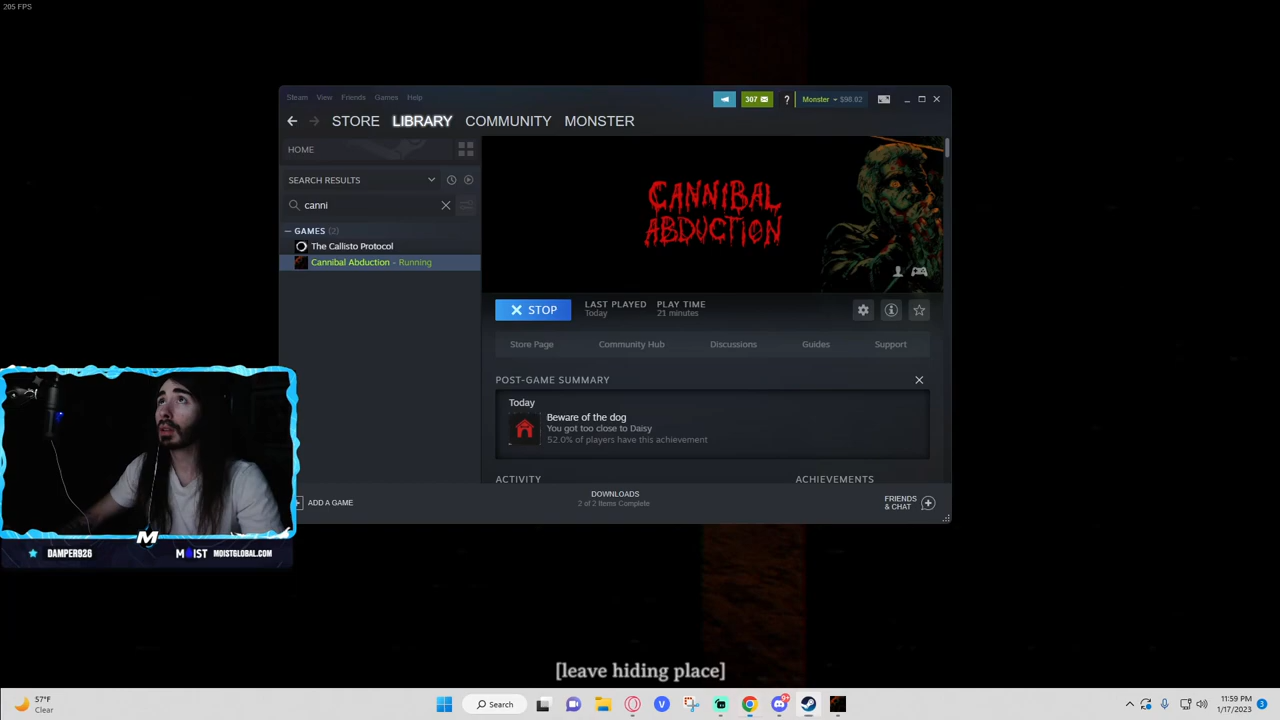 205 FPS
Steam View Friends Games Help
307
?
Monster $98.02
STORE LIBRARY COMMUNITY MONSTER
HOME
SEARCH RESULTS
canni
GAMES (2)
The Callisto Protocol
Cannibal Abduction - Running
CANNIBAL
ABDUCTION
STOP
LAST PLAYED
Today
PLAY TIME
21 minutes
Store Page Community Hub Discussions Guides Support
POST-GAME SUMMARY
Today
Beware of the dog
You got too close to Daisy
52.0% of players have this achievement
ACTIVITY
ACHIEVEMENTS
ADD A GAME
DOWNLOADS
2 of 2 Items Complete
FRIENDS
& CHAT
M
DAMPER926
MOIST
MOISTGLOBAL.COM
[leave hiding place]
57°F
Clear
Search
11:59 PM
1/17/2023
3